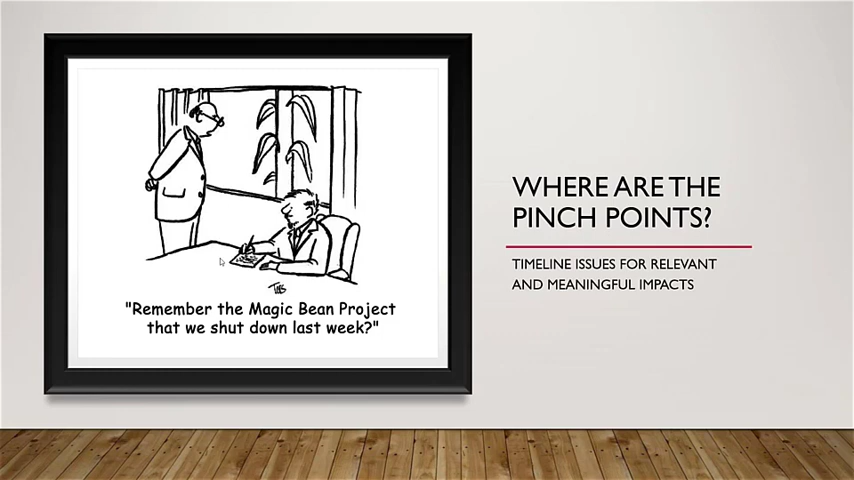 "Remember the Magic Bean Project
that we shut down last week?"
WHERE ARE THE
PINCH POINTS?
TIMELINE ISSUES FOR RELEVANT
AND MEANINGFUL IMPACTS